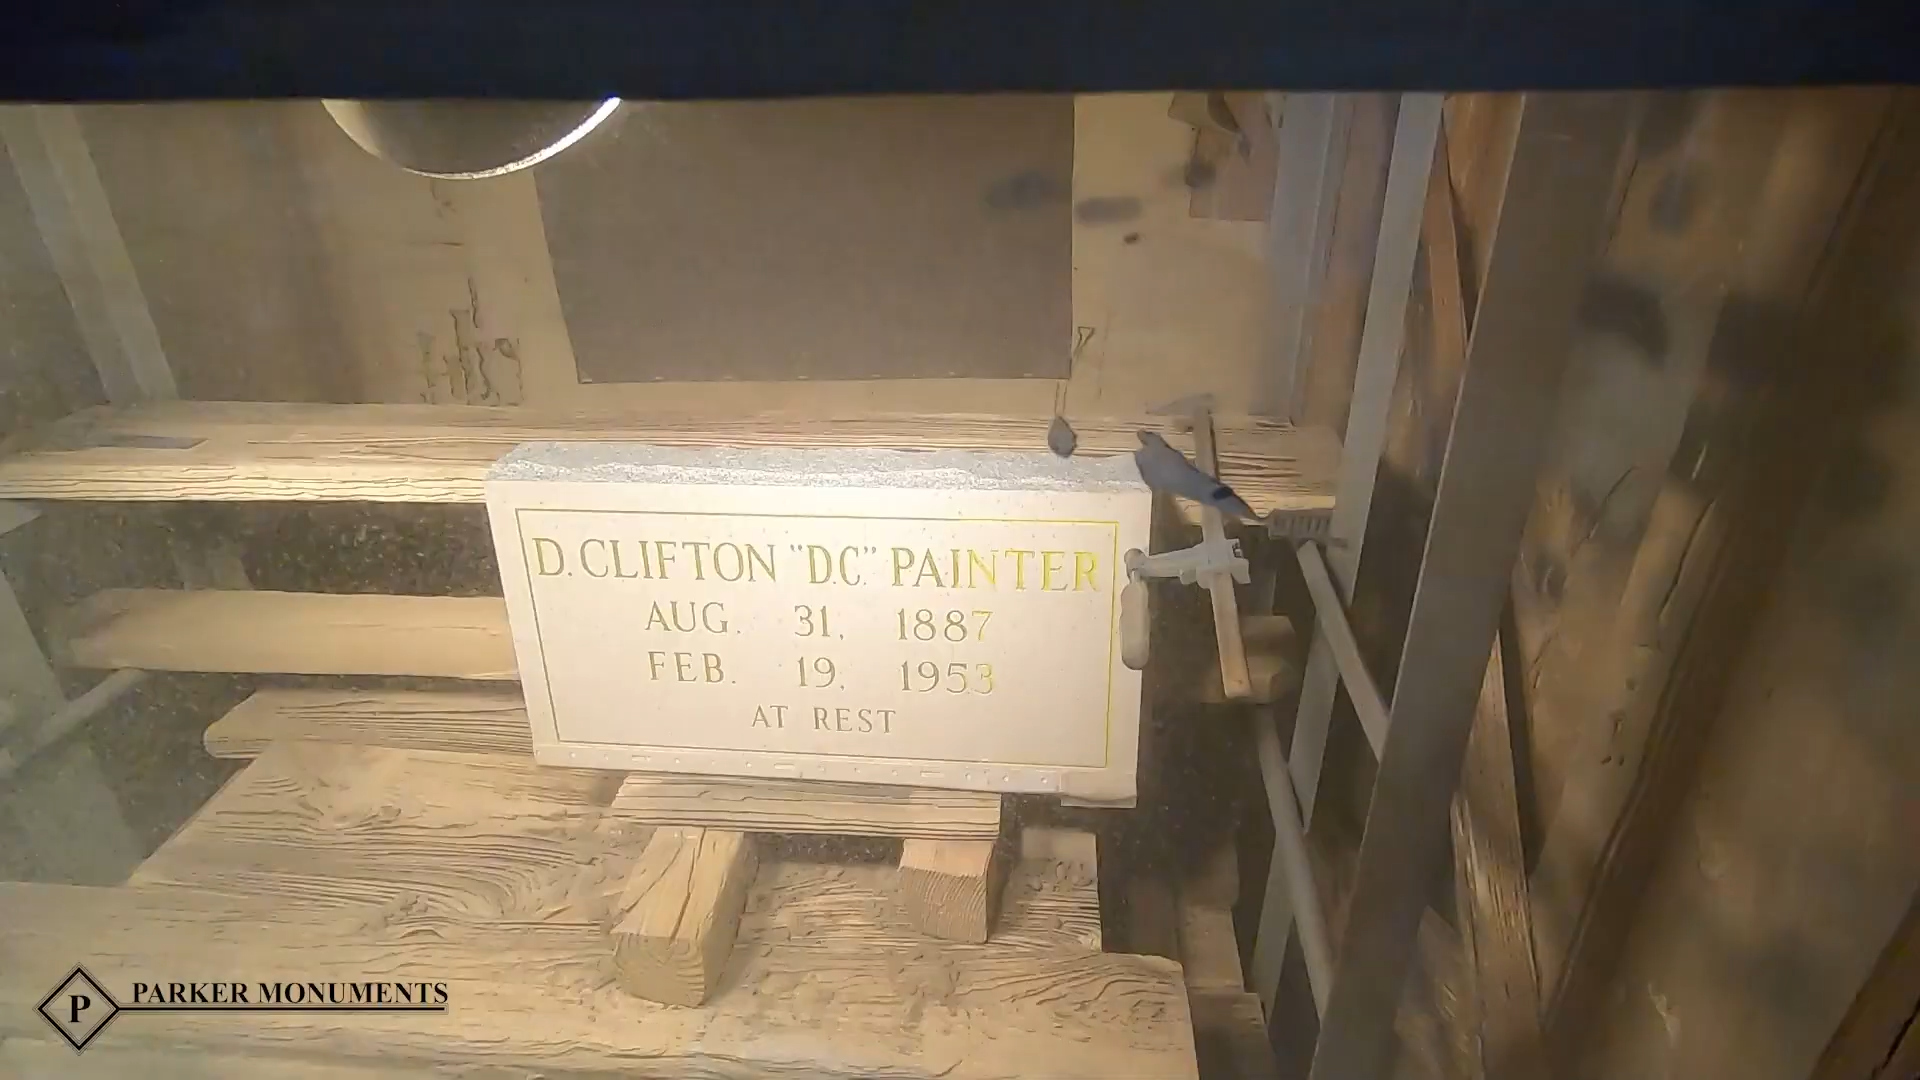 D. CLIFTON "D.C." PAINTER
AUG. 31, 1887
FEB. 19, 1953
AT REST
P PARKER MONUMENTS